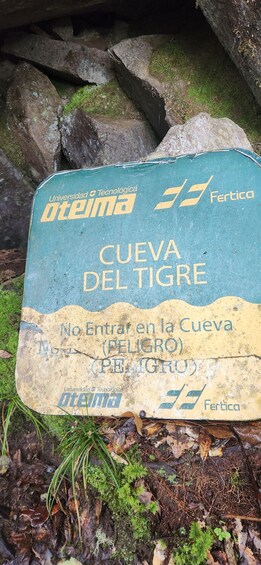 Universidad Tecnológica
Oteima
Fertica
CUEVA
DEL TIGRE
No Entrar en la Cueva
(PELIGRO)
(PELIGRO)
Universidad Tecnológica
Oteima
Fertica